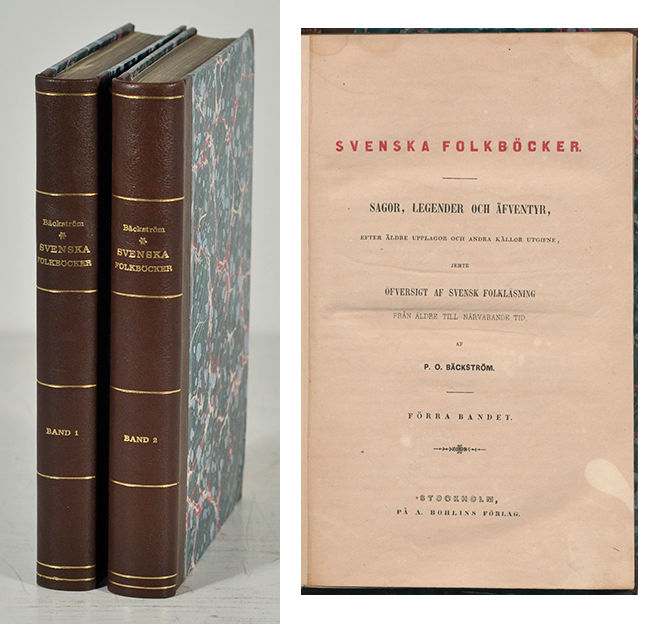 Bäckström
SVENSKA
FOLKBÖCKER
BAND 1
Bäckström
SVENSKA
FOLKBÖCKER
BAND 2
SVENSKA FOLKBÖCKER.
SAGOR, LEGENDER OCH ÄFVENTYR,
EFTER ÄLDRE UPPLAGOR OCH ANDRA KÄLLOR UTGIFNE,
JEMTE
ÖFVERSIGT AF SVENSK FOLKLÄSNING
FRÅN ÄLDRE TILL NÄRVARANDE TID.
AF
P. O. BÄCKSTRÖM.
FÖRRA BANDET.
STOCKHOLM,
PÅ A. BOHLINS FÖRLAG.